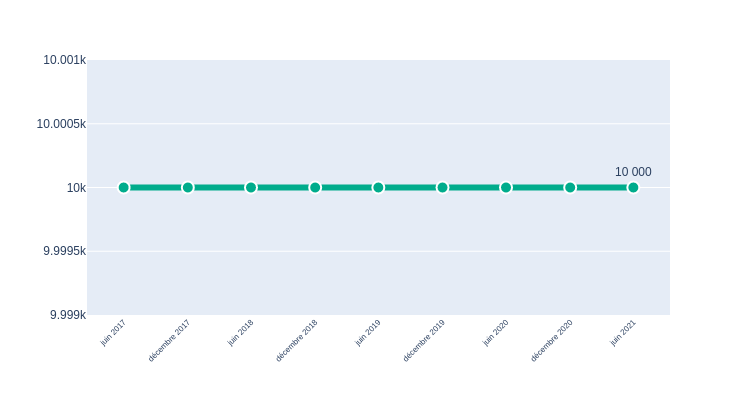 10.001k
10.0005k
10 000
10k
9.9995k
9.999k
juin 2017
décembre 2017
juin 2018
décembre 2018
juin 2019
décembre 2019
juin 2020
décembre 2020
juin 2021